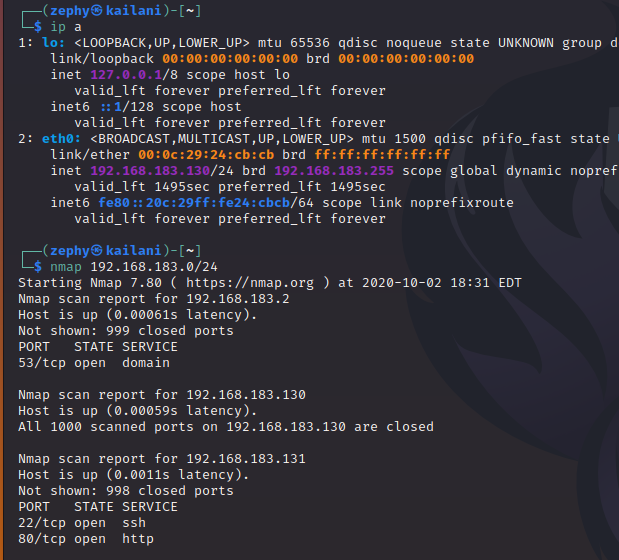 ┌──(zephy㉿kailani)-[~]
└─$ ip a
1: lo: <LOOPBACK,UP,LOWER_UP> mtu 65536 qdisc noqueue state UNKNOWN group d
    link/loopback 00:00:00:00:00:00 brd 00:00:00:00:00:00
    inet 127.0.0.1/8 scope host lo
       valid_lft forever preferred_lft forever
    inet6 ::1/128 scope host
       valid_lft forever preferred_lft forever
2: eth0: <BROADCAST,MULTICAST,UP,LOWER_UP> mtu 1500 qdisc pfifo_fast state
    link/ether 00:0c:29:24:cb:cb brd ff:ff:ff:ff:ff:ff
    inet 192.168.183.130/24 brd 192.168.183.255 scope global dynamic nopref
       valid_lft 1495sec preferred_lft 1495sec
    inet6 fe80::20c:29ff:fe24:cbcb/64 scope link noprefixroute
       valid_lft forever preferred_lft forever
┌──(zephy㉿kailani)-[~]
└─$ nmap 192.168.183.0/24
Starting Nmap 7.80 ( https://nmap.org ) at 2020-10-02 18:31 EDT
Nmap scan report for 192.168.183.2
Host is up (0.00061s latency).
Not shown: 999 closed ports
PORT   STATE SERVICE
53/tcp open  domain
Nmap scan report for 192.168.183.130
Host is up (0.00059s latency).
All 1000 scanned ports on 192.168.183.130 are closed
Nmap scan report for 192.168.183.131
Host is up (0.0011s latency).
Not shown: 998 closed ports
PORT   STATE SERVICE
22/tcp open  ssh
80/tcp open  http